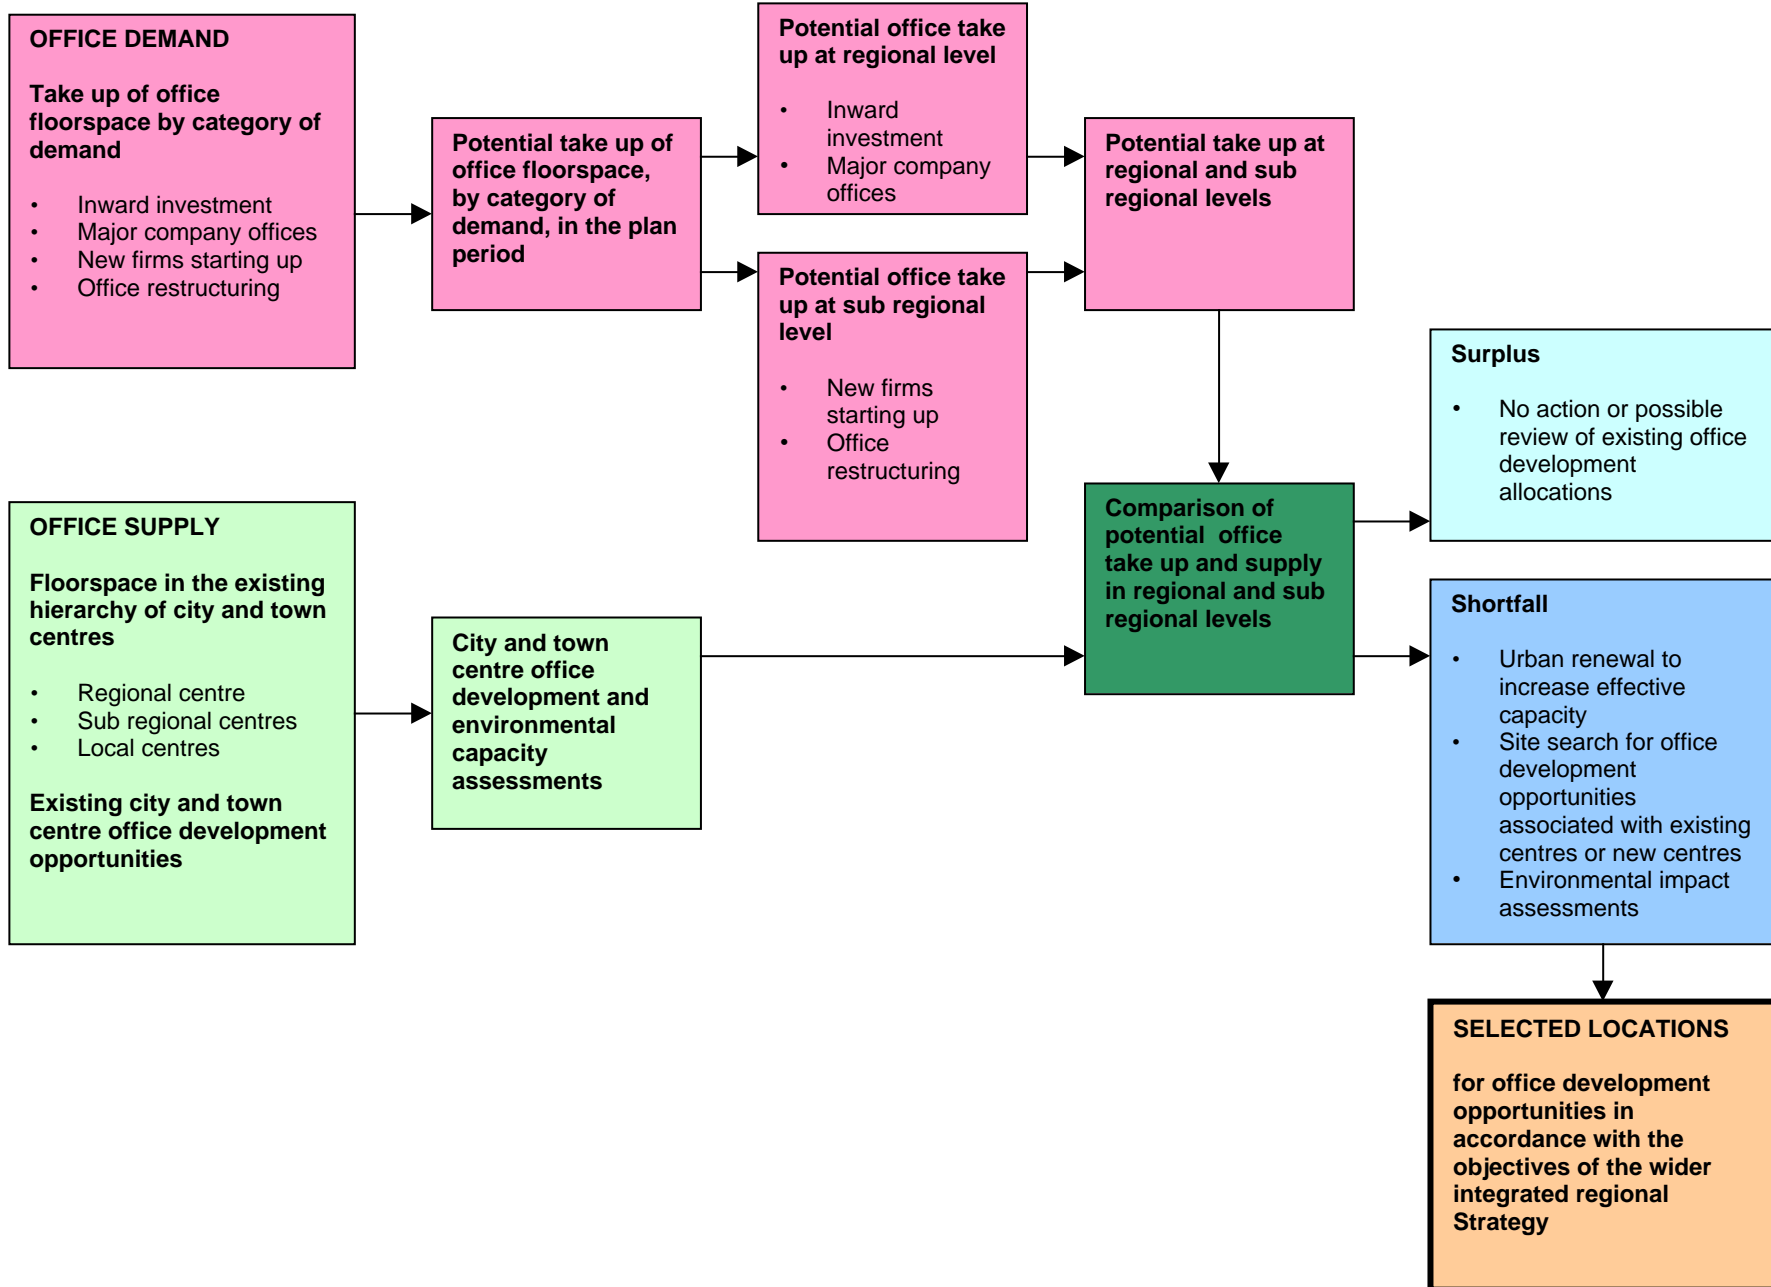 OFFICE DEMAND
Take up of office
floorspace by category of
demand
• Inward investment
• Major company offices
• New firms starting up
• Office restructuring
Potential take up of
office floorspace,
by category of
demand, in the plan
period
Potential office take
up at regional level
• Inward
investment
• Major company
offices
Potential office take
up at sub regional
level
• New firms
starting up
• Office
restructuring
Potential take up at
regional and sub
regional levels
OFFICE SUPPLY
Floorspace in the existing
hierarchy of city and town
centres
• Regional centre
• Sub regional centres
• Local centres
Existing city and town
centre office development
opportunities
City and town
centre office
development and
environmental
capacity
assessments
Comparison of
potential office
take up and supply
in regional and sub
regional levels
Surplus
• No action or possible
review of existing office
development
allocations
Shortfall
• Urban renewal to
increase effective
capacity
• Site search for office
development
opportunities
associated with existing
centres or new centres
• Environmental impact
assessments
SELECTED LOCATIONS
for office development
opportunities in
accordance with the
objectives of the wider
integrated regional
Strategy